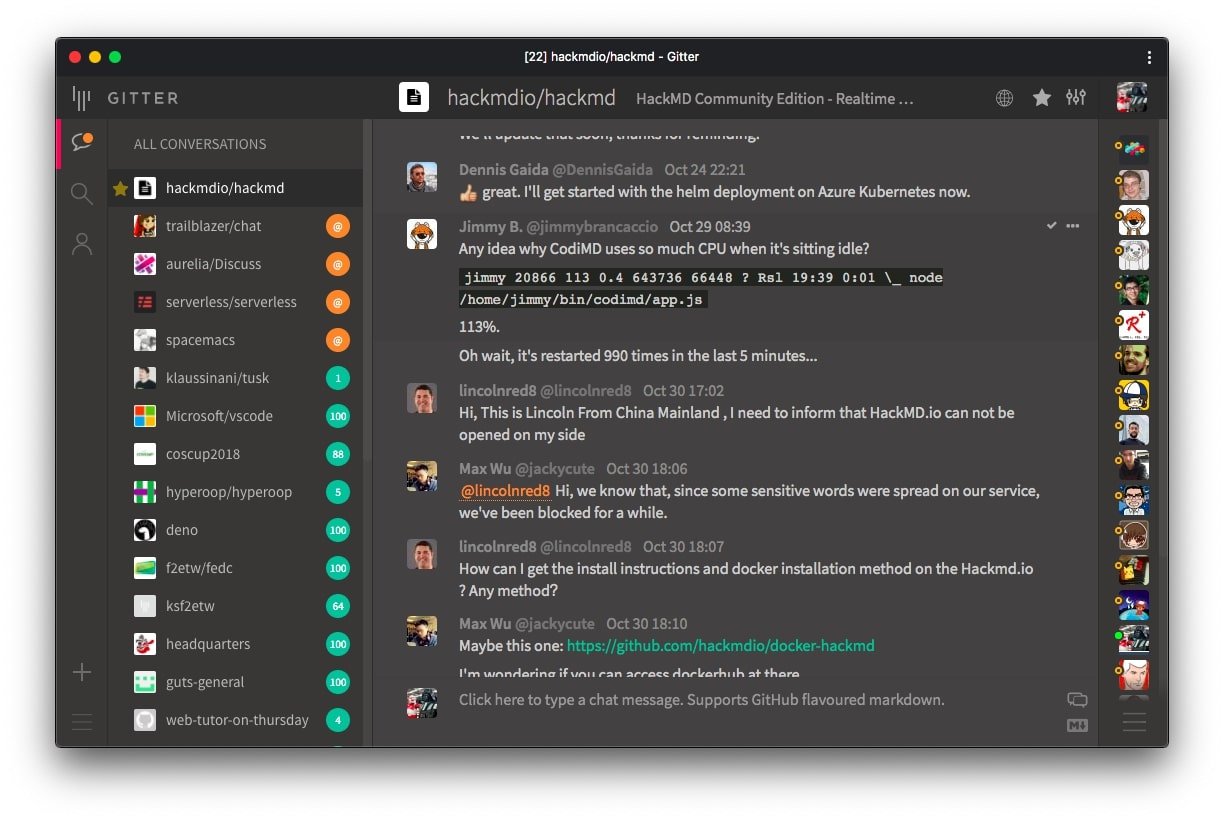 [22] hackmdio/hackmd - Gitter
GITTER
hackmdio/hackmd HackMD Community Edition - Realtime …
ALL CONVERSATIONS
hackmdio/hackmd
trailblazer/chat @
aurelia/Discuss @
serverless/serverless @
spacemacs @
klaussinani/tusk 1
Microsoft/vscode 100
coscup2018 88
hyperoop/hyperoop 5
deno 100
f2etw/fedc 100
ksf2etw 64
headquarters 100
guts-general 100
web-tutor-on-thursday 4
We'll update that soon, thanks for reminding.
Dennis Gaida @DennisGaida Oct 24 22:21
👍 great. I'll get started with the helm deployment on Azure Kubernetes now.
Jimmy B. @jimmybrancaccio Oct 29 08:39
Any idea why CodiMD uses so much CPU when it's sitting idle?
jimmy 20866 113 0.4 643736 66448 ? Rsl 19:39 0:01 \_ node
/home/jimmy/bin/codimd/app.js
113%.
Oh wait, it's restarted 990 times in the last 5 minutes...
lincolnred8 @lincolnred8 Oct 30 17:02
Hi, This is Lincoln From China Mainland , I need to inform that HackMD.io can not be
opened on my side
Max Wu @jackycute Oct 30 18:06
@lincolnred8 Hi, we know that, since some sensitive words were spread on our service,
we've been blocked for a while.
lincolnred8 @lincolnred8 Oct 30 18:07
How can I get the install instructions and docker installation method on the Hackmd.io
? Any method?
Max Wu @jackycute Oct 30 18:10
Maybe this one: https://github.com/hackmdio/docker-hackmd
I'm wondering if you can access dockerhub at there
Click here to type a chat message. Supports GitHub flavoured markdown.
R+